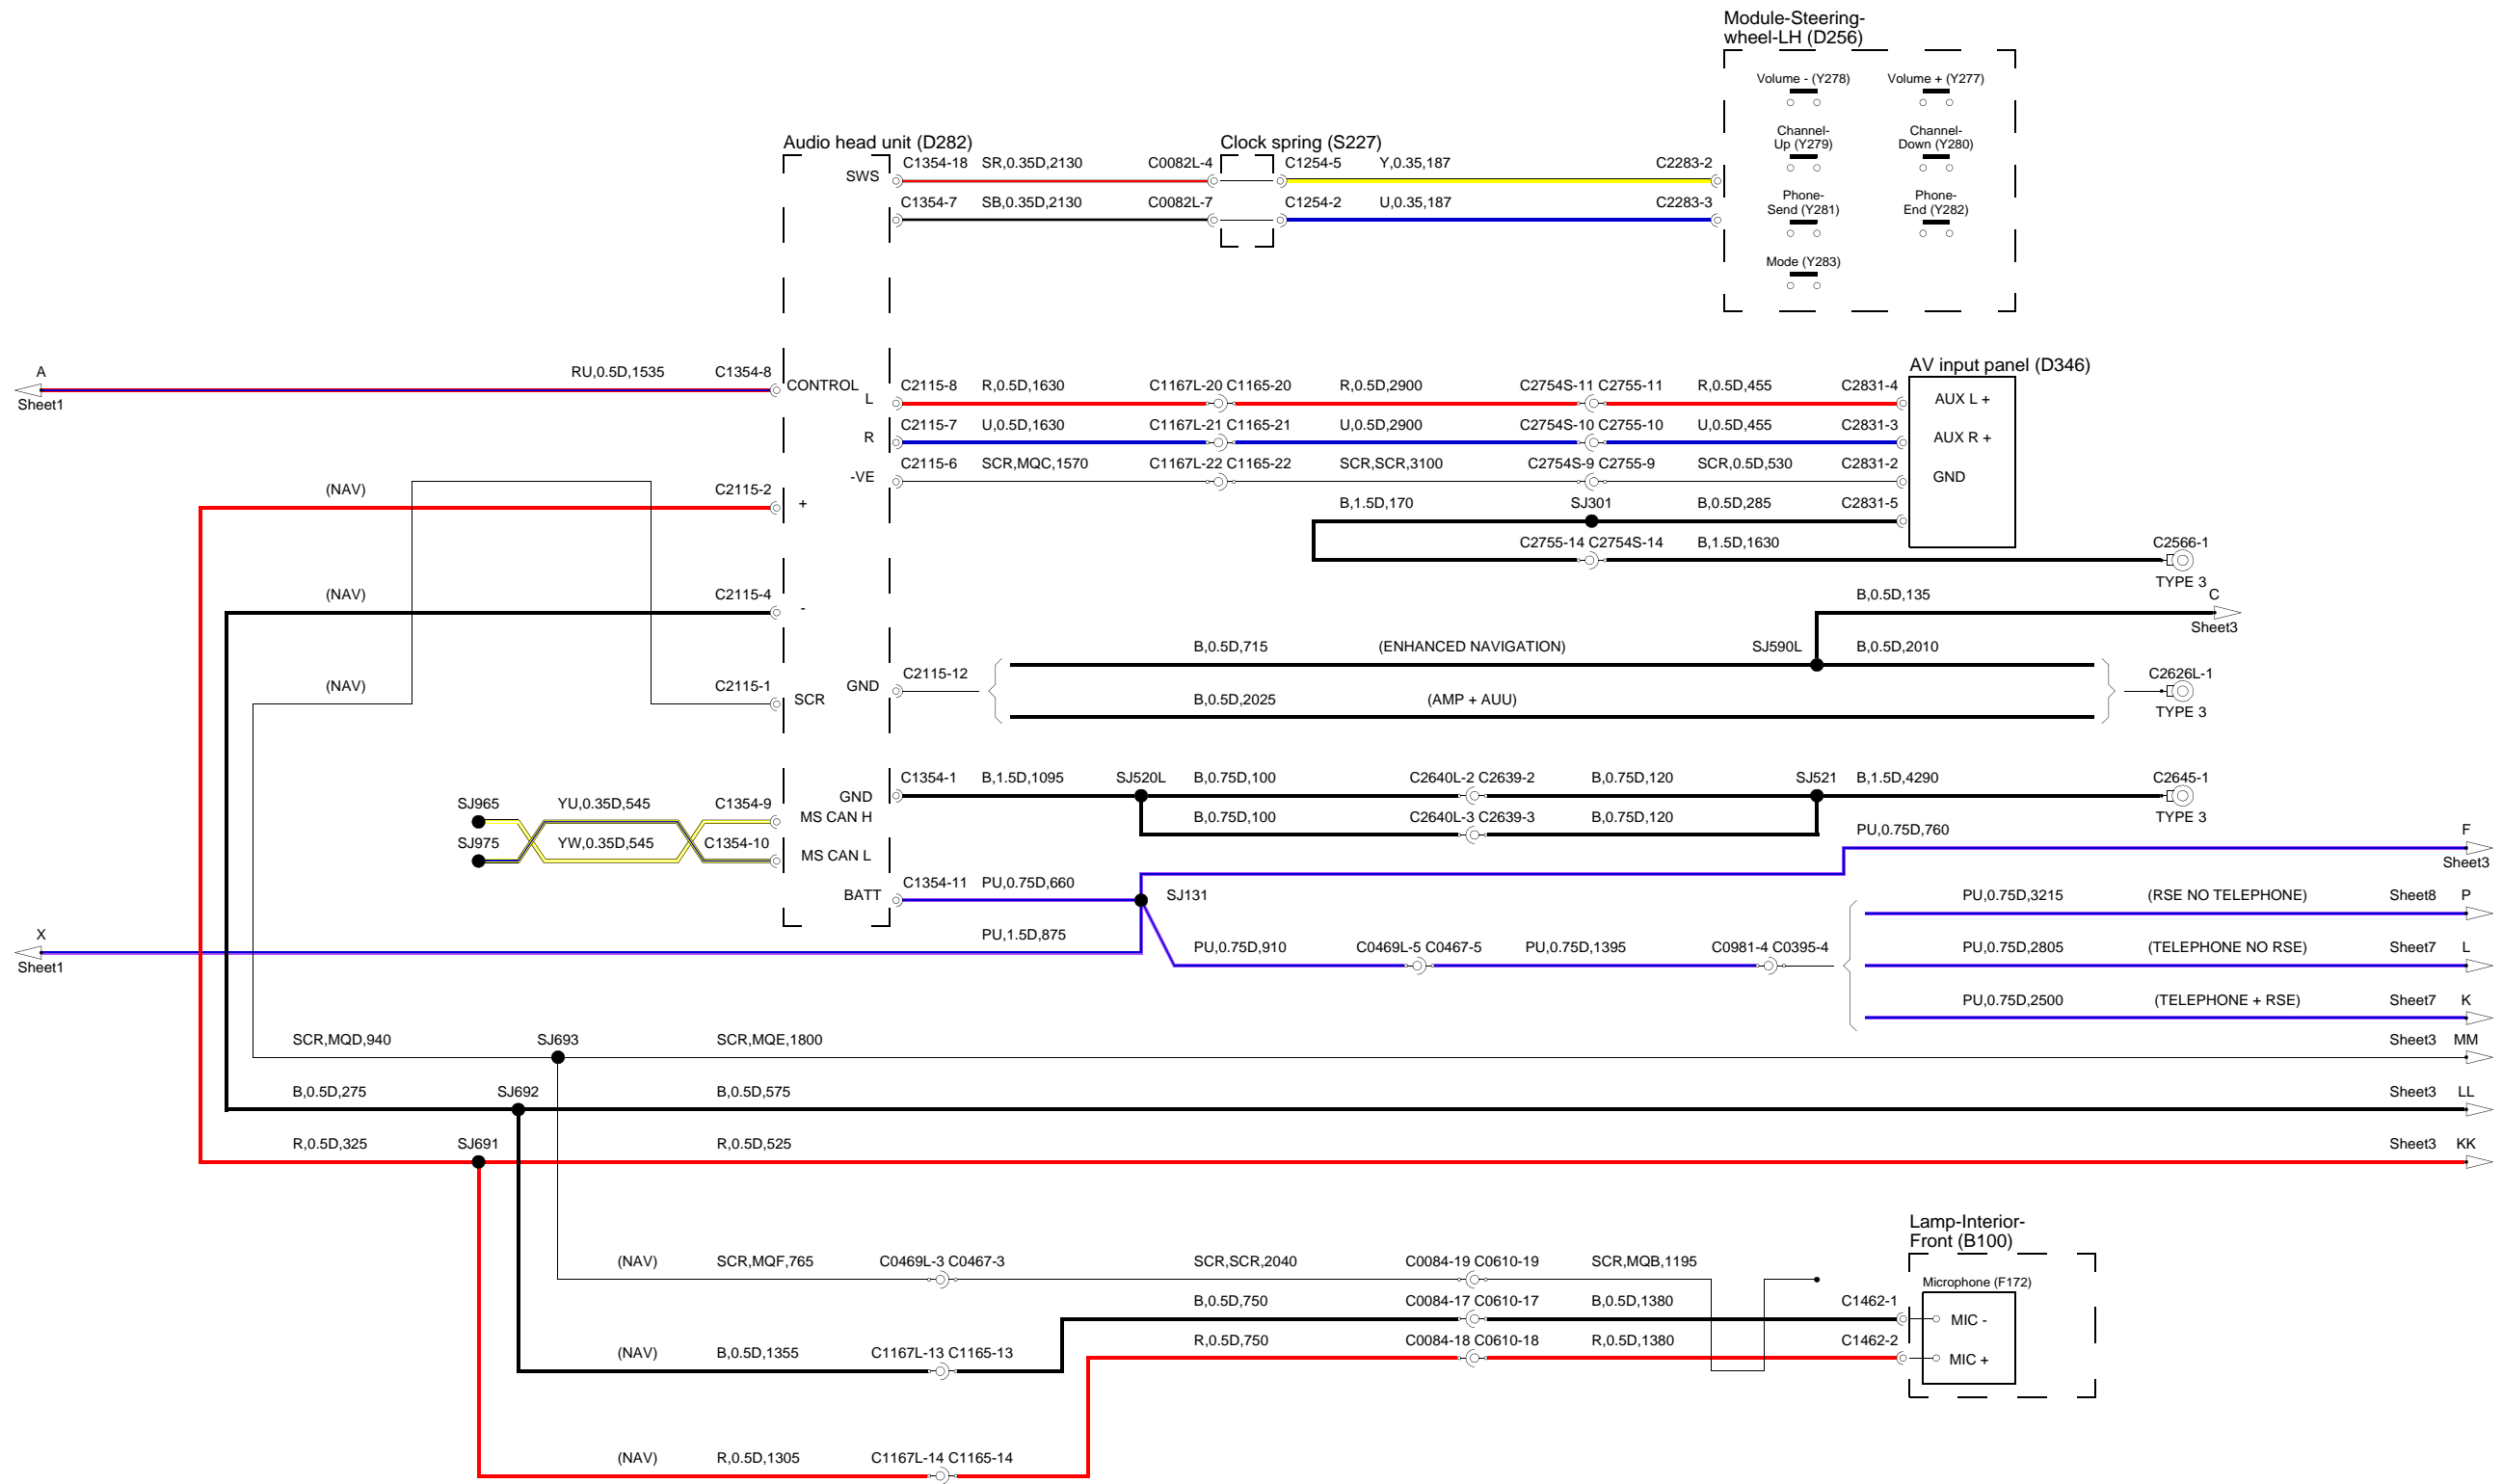 Module-Steering-
wheel-LH (D256)
Volume - (Y278)
Volume + (Y277)
Channel-
Up (Y279)
Channel-
Down (Y280)
Phone-
Send (Y281)
Phone-
End (Y282)
Mode (Y283)
Audio head unit (D282)
Clock spring (S227)
SWS
C1354-18
SR,0.35D,2130
C0082L-4
C1254-5
Y,0.35,187
C2283-2
C1354-7
SB,0.35D,2130
C0082L-7
C1254-2
U,0.35,187
C2283-3
A
Sheet1
RU,0.5D,1535
C1354-8
CONTROL
AV input panel (D346)
L
C2115-8
R,0.5D,1630
C1167L-20 C1165-20
R,0.5D,2900
C2754S-11 C2755-11
R,0.5D,455
C2831-4
AUX L +
R
C2115-7
U,0.5D,1630
C1167L-21 C1165-21
U,0.5D,2900
C2754S-10 C2755-10
U,0.5D,455
C2831-3
AUX R +
-VE
C2115-6
SCR,MQC,1570
C1167L-22 C1165-22
SCR,SCR,3100
C2754S-9 C2755-9
SCR,0.5D,530
C2831-2
GND
(NAV)
C2115-2
+
B,1.5D,170
SJ301
B,0.5D,285
C2831-5
C2755-14 C2754S-14
B,1.5D,1630
C2566-1
TYPE 3
(NAV)
C2115-4
-
B,0.5D,135
C
Sheet3
B,0.5D,715
(ENHANCED NAVIGATION)
SJ590L
B,0.5D,2010
(NAV)
C2115-1
SCR
GND
C2115-12
B,0.5D,2025
(AMP + AUU)
C2626L-1
TYPE 3
C1354-1
B,1.5D,1095
SJ520L
B,0.75D,100
C2640L-2 C2639-2
B,0.75D,120
SJ521
B,1.5D,4290
C2645-1
TYPE 3
GND
SJ965
YU,0.35D,545
C1354-9
MS CAN H
B,0.75D,100
C2640L-3 C2639-3
B,0.75D,120
SJ975
YW,0.35D,545
C1354-10
MS CAN L
PU,0.75D,760
F
Sheet3
BATT
C1354-11
PU,0.75D,660
SJ131
PU,0.75D,3215
(RSE NO TELEPHONE)
Sheet8
P
X
Sheet1
PU,1.5D,875
PU,0.75D,910
C0469L-5 C0467-5
PU,0.75D,1395
C0981-4 C0395-4
PU,0.75D,2805
(TELEPHONE NO RSE)
Sheet7
L
PU,0.75D,2500
(TELEPHONE + RSE)
Sheet7
K
SCR,MQD,940
SJ693
SCR,MQE,1800
Sheet3
MM
B,0.5D,275
SJ692
B,0.5D,575
Sheet3
LL
R,0.5D,325
SJ691
R,0.5D,525
Sheet3
KK
Lamp-Interior-
Front (B100)
(NAV)
SCR,MQF,765
C0469L-3 C0467-3
SCR,SCR,2040
C0084-19 C0610-19
SCR,MQB,1195
Microphone (F172)
B,0.5D,750
C0084-17 C0610-17
B,0.5D,1380
C1462-1
MIC -
(NAV)
B,0.5D,1355
C1167L-13 C1165-13
R,0.5D,750
C0084-18 C0610-18
R,0.5D,1380
C1462-2
MIC +
(NAV)
R,0.5D,1305
C1167L-14 C1165-14